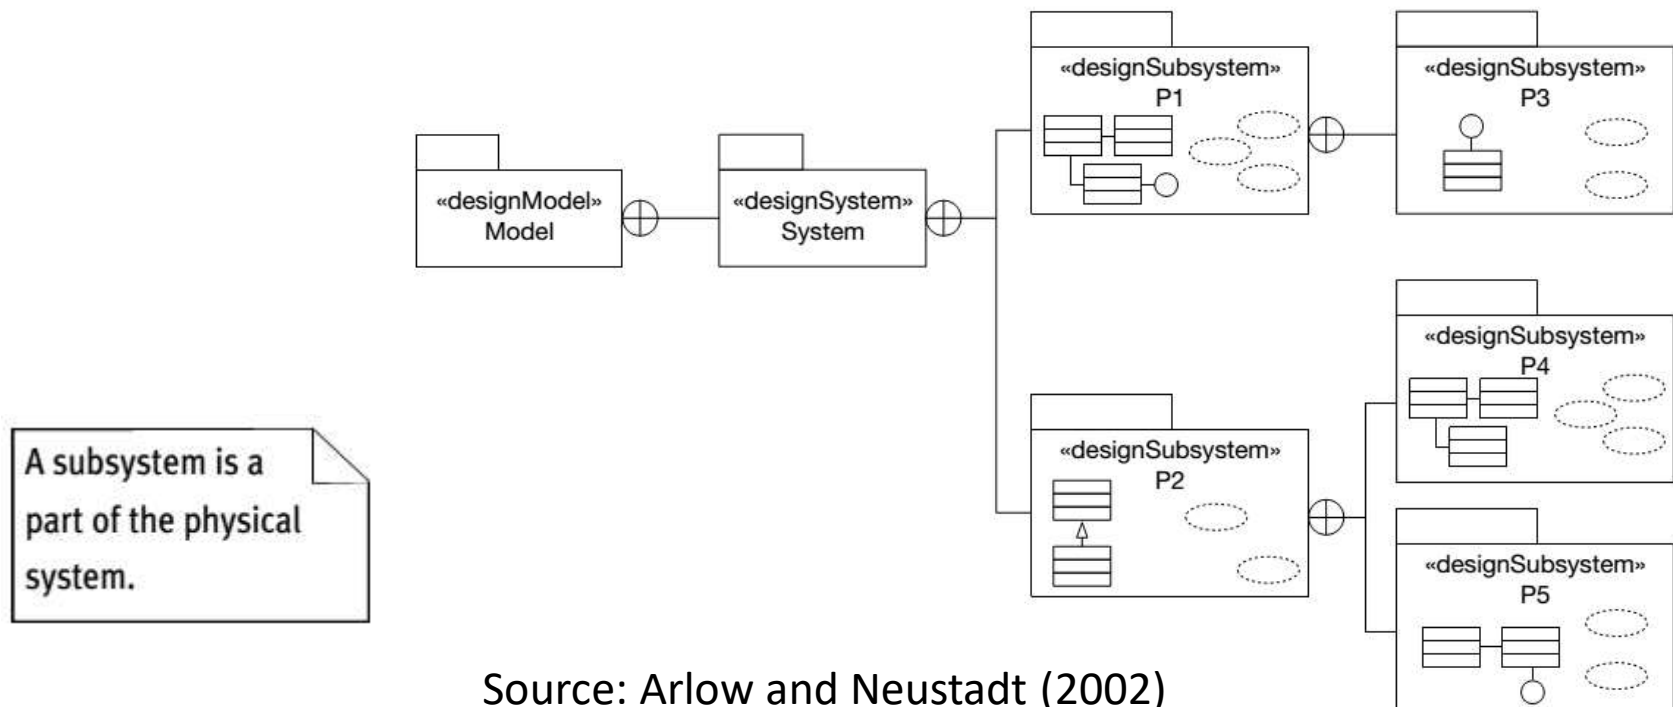 «designSubsystem»
P1
«designSubsystem»
P3
«designModel»
Model
«designSystem»
System
«designSubsystem»
P4
«designSubsystem»
P2
A subsystem is a
part of the physical
system.
«designSubsystem»
P5
Source: Arlow and Neustadt (2002)